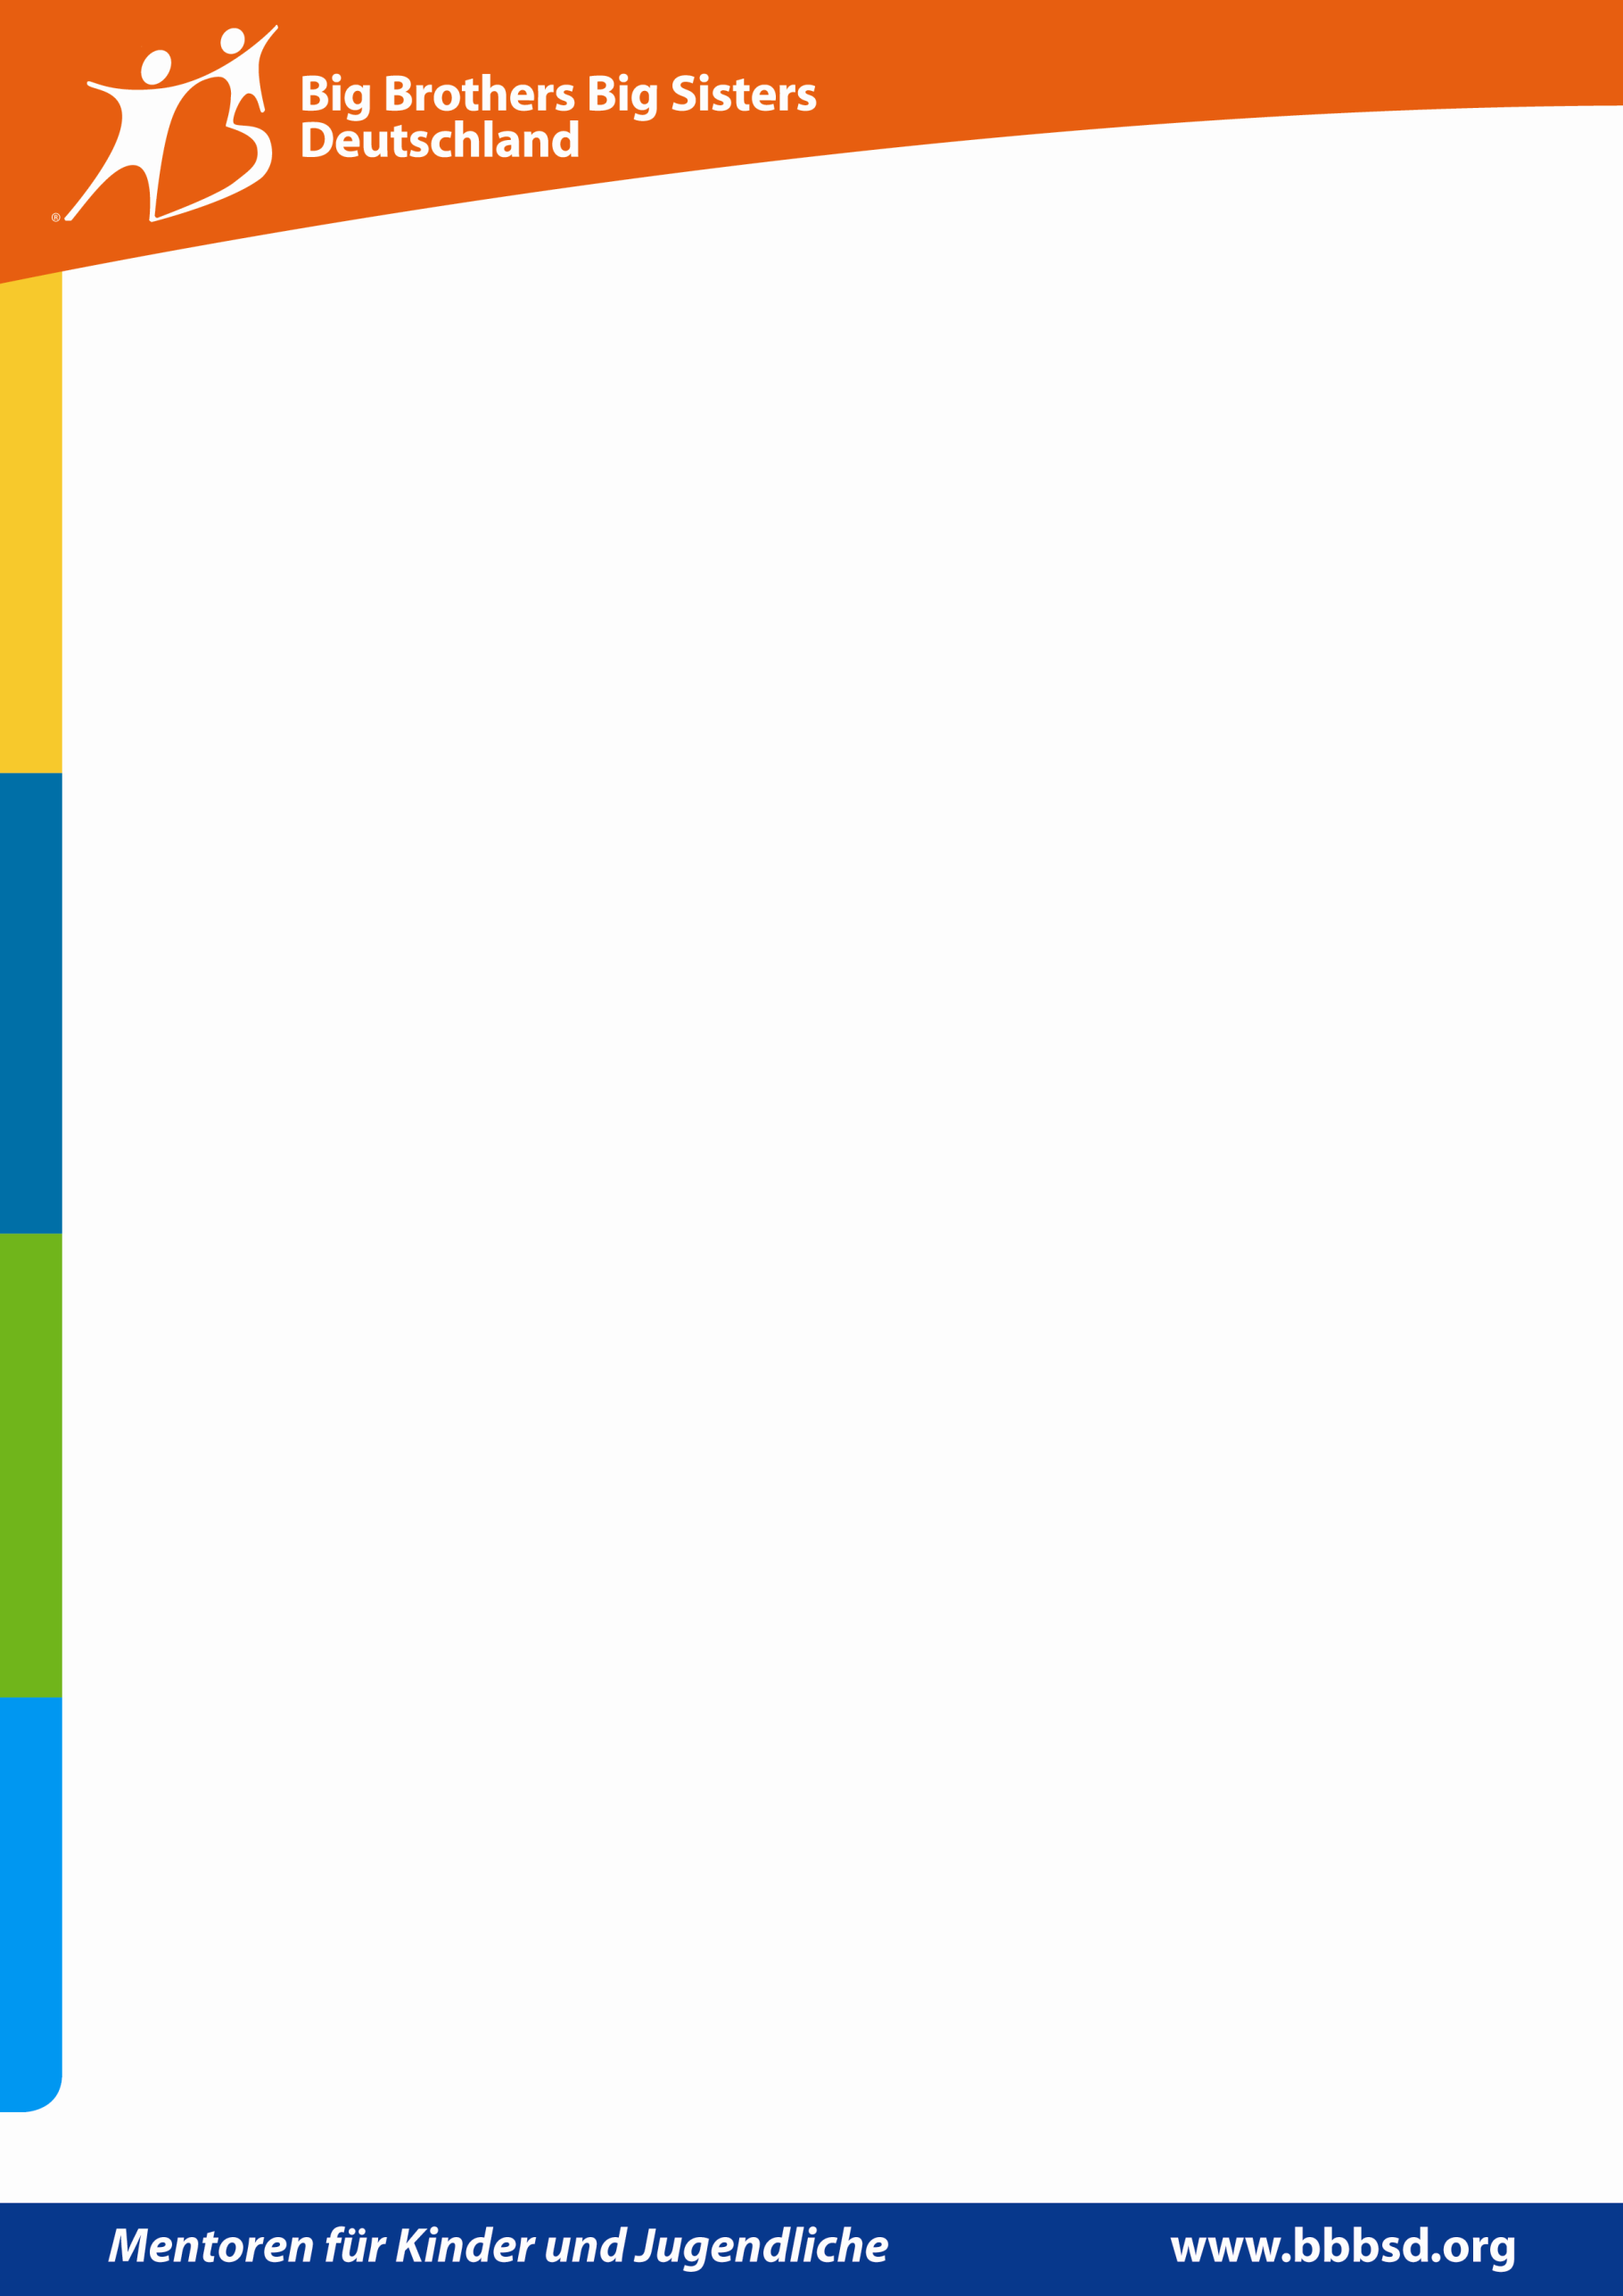 Big Brothers Big Sisters
Deutschland
®
Mentoren für Kinder und Jugendliche
www.bbbsd.org